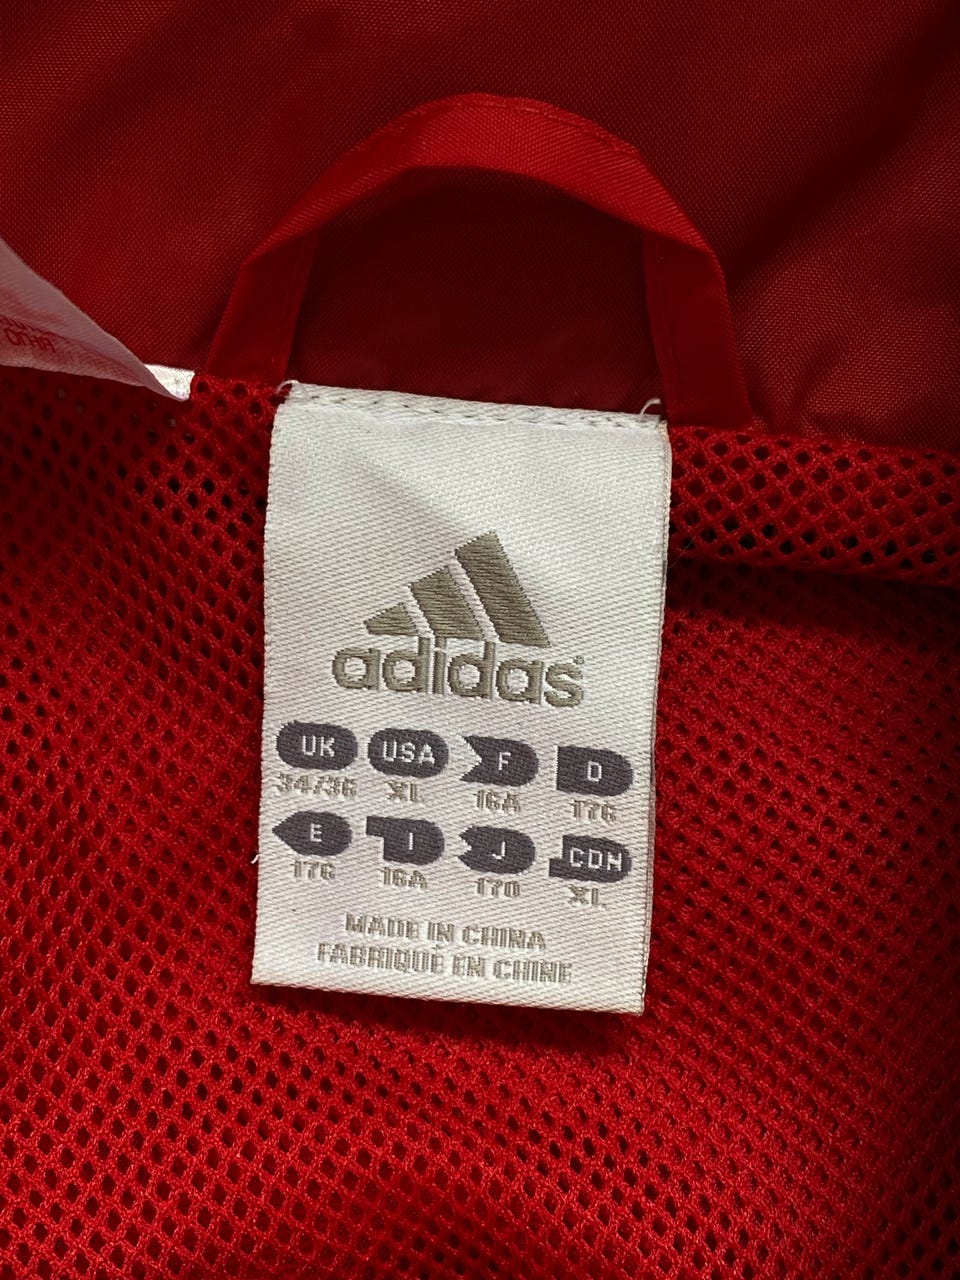 adidas
UK USA F D
34/36 XL 16A 176
E I J CDN
176 16A 170 XL
MADE IN CHINA
FABRIQUÉ EN CHINE